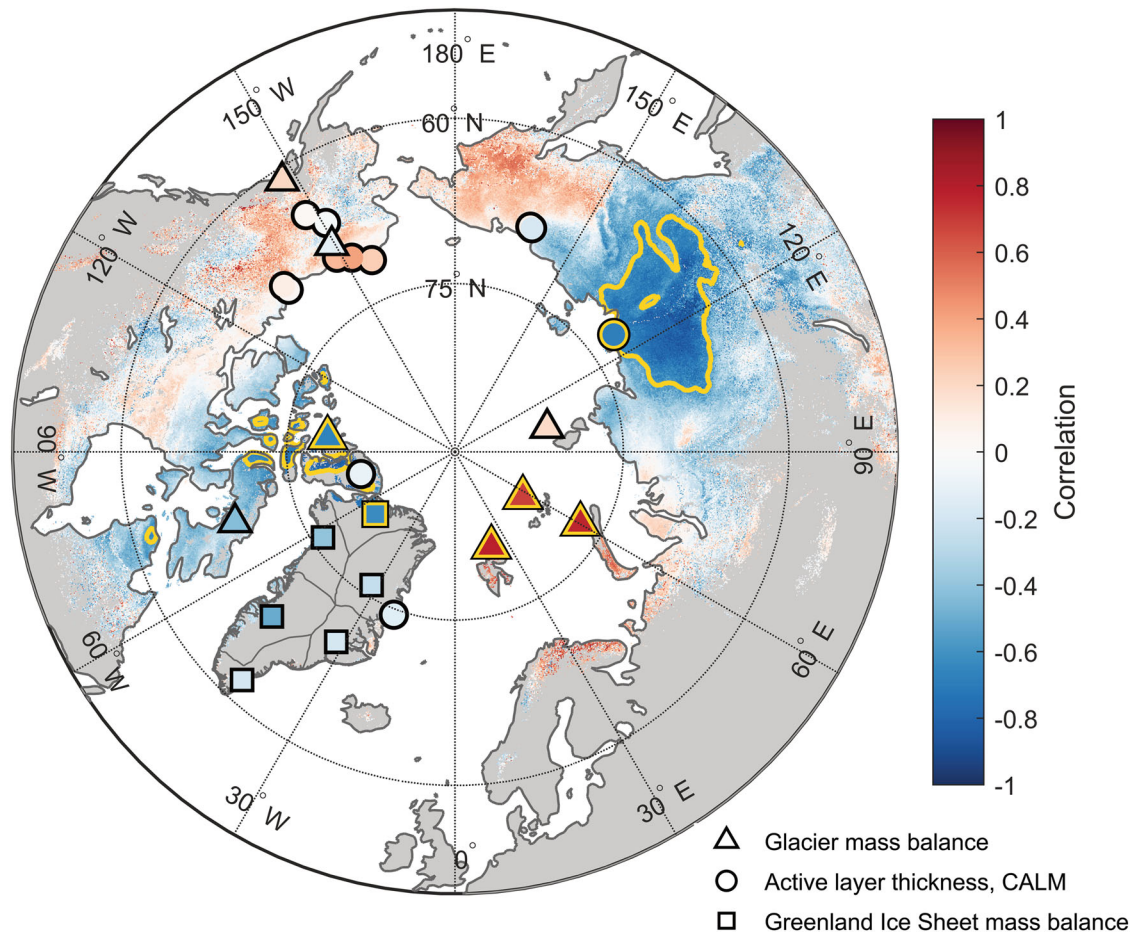 180° E
150° W
150° E
60° N
120° W
120° E
75° N
90° W
90° E
60° W
60° E
30° W
30° E
0°
1
0.8
0.6
0.4
0.2
0
-0.2
-0.4
-0.6
-0.8
-1
Correlation
Glacier mass balance
Active layer thickness, CALM
Greenland Ice Sheet mass balance